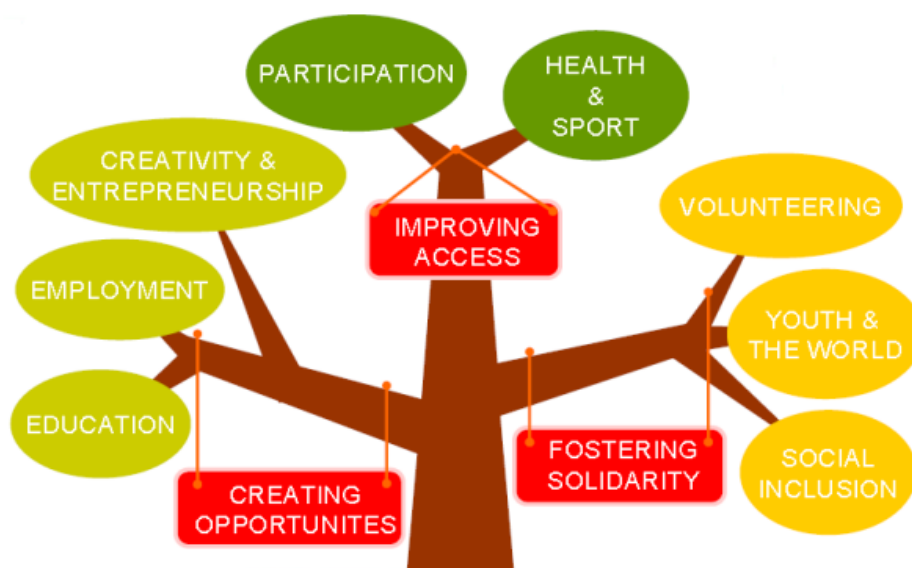 PARTICIPATION
HEALTH
&
SPORT
CREATIVITY &
ENTREPRENEURSHIP
IMPROVING
ACCESS
VOLUNTEERING
EMPLOYMENT
YOUTH &
THE WORLD
EDUCATION
FOSTERING
SOLIDARITY
SOCIAL
INCLUSION
CREATING
OPPORTUNITES